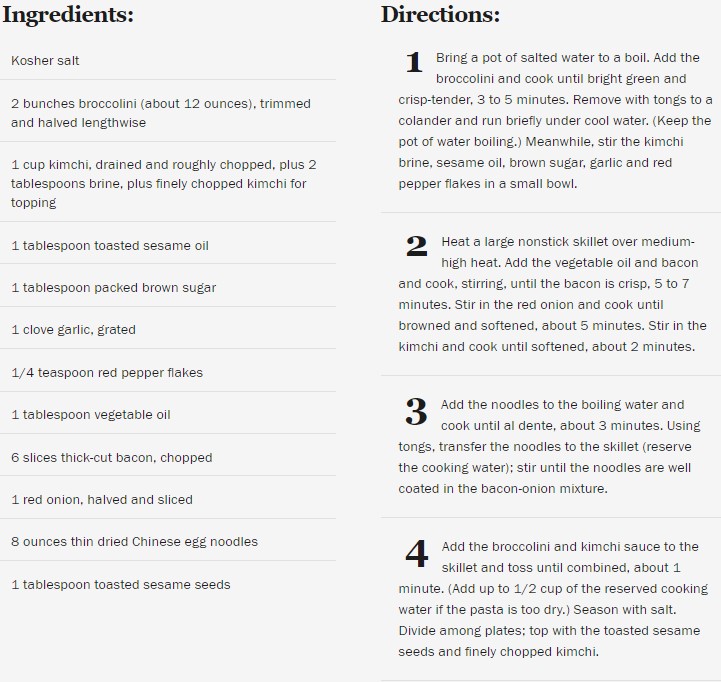 Ingredients:
Kosher salt
2 bunches broccolini (about 12 ounces), trimmed
and halved lengthwise
1 cup kimchi, drained and roughly chopped, plus 2
tablespoons brine, plus finely chopped kimchi for
topping
1 tablespoon toasted sesame oil
1 tablespoon packed brown sugar
1 clove garlic, grated
1/4 teaspoon red pepper flakes
1 tablespoon vegetable oil
6 slices thick-cut bacon, chopped
1 red onion, halved and sliced
8 ounces thin dried Chinese egg noodles
1 tablespoon toasted sesame seeds
Directions:
1 Bring a pot of salted water to a boil. Add the
broccolini and cook until bright green and
crisp-tender, 3 to 5 minutes. Remove with tongs to a
colander and run briefly under cool water. (Keep the
pot of water boiling.) Meanwhile, stir the kimchi
brine, sesame oil, brown sugar, garlic and red
pepper flakes in a small bowl.
2 Heat a large nonstick skillet over medium-
high heat. Add the vegetable oil and bacon
and cook, stirring, until the bacon is crisp, 5 to 7
minutes. Stir in the red onion and cook until
browned and softened, about 5 minutes. Stir in the
kimchi and cook until softened, about 2 minutes.
3 Add the noodles to the boiling water and
cook until al dente, about 3 minutes. Using
tongs, transfer the noodles to the skillet (reserve
the cooking water); stir until the noodles are well
coated in the bacon-onion mixture.
4 Add the broccolini and kimchi sauce to the
skillet and toss until combined, about 1
minute. (Add up to 1/2 cup of the reserved cooking
water if the pasta is too dry.) Season with salt.
Divide among plates; top with the toasted sesame
seeds and finely chopped kimchi.